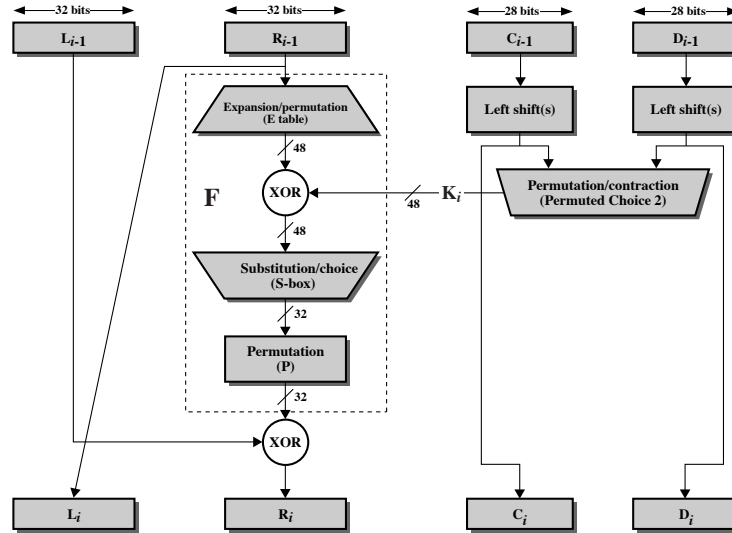 32 bits 32 bits 28 bits 28 bits
Li-1 Ri-1 Ci-1 Di-1
Expansion/permutation
(E table)
Left shift(s) Left shift(s)
48
F XOR Ki 48
Permutation/contraction
(Permuted Choice 2)
48
Substitution/choice
(S-box)
32
Permutation
(P)
32
XOR
Li Ri Ci Di